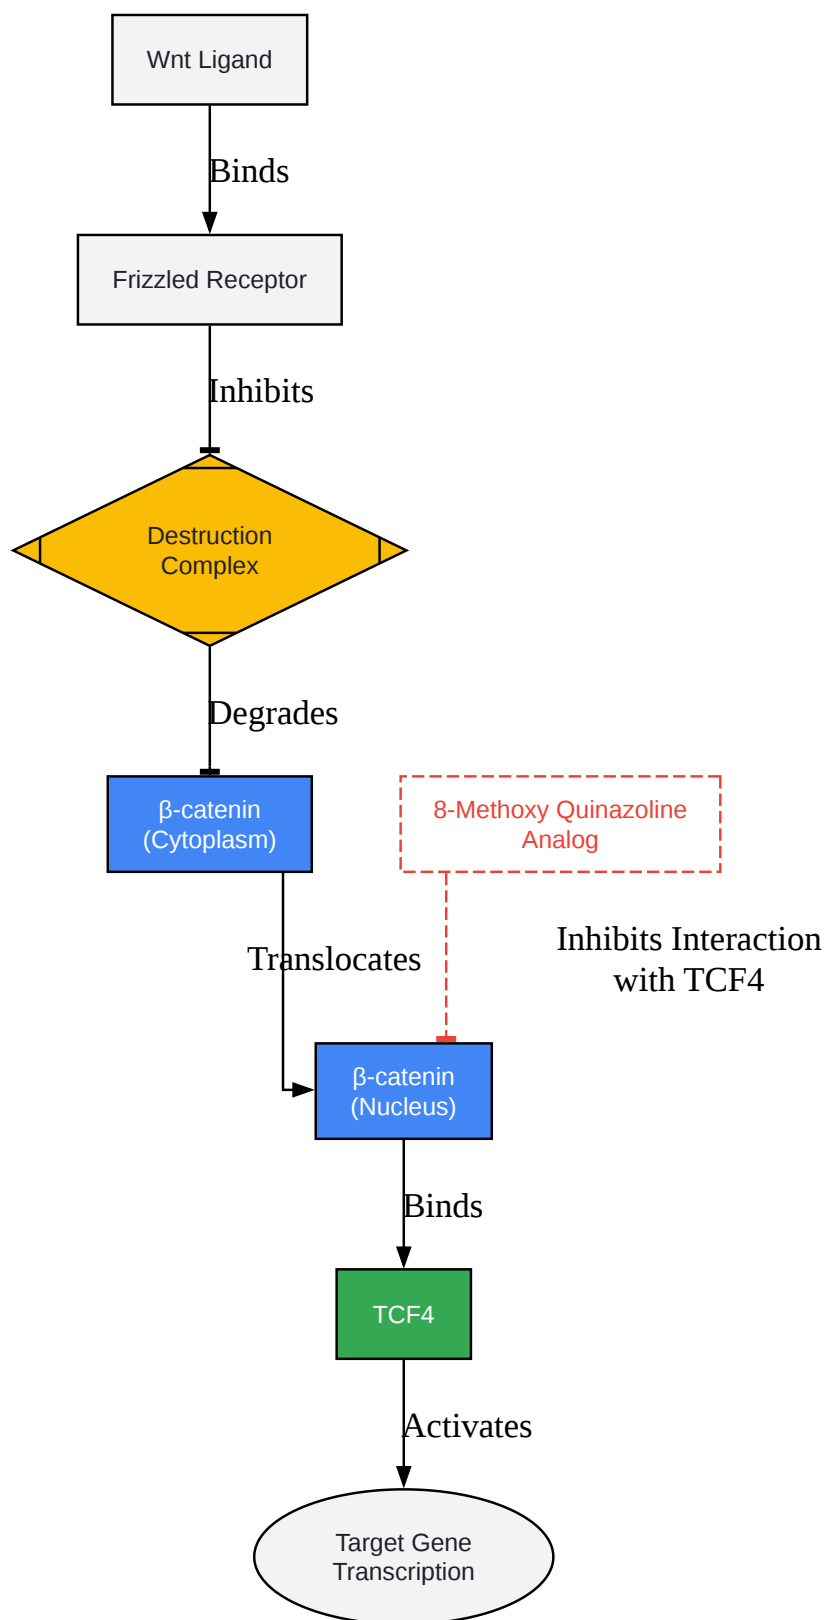 Wnt Ligand
Binds
Frizzled Receptor
Inhibits
Destruction
Complex
Degrades
β-catenin
(Cytoplasm)
8-Methoxy Quinazoline
Analog
Translocates
Inhibits Interaction
with TCF4
β-catenin
(Nucleus)
Binds
TCF4
Activates
Target Gene
Transcription